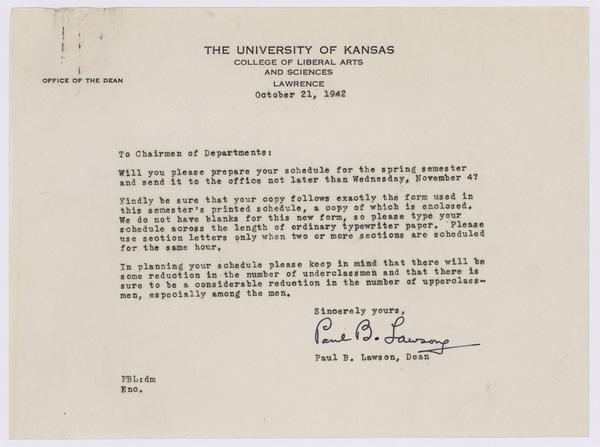 THE UNIVERSITY OF KANSAS
COLLEGE OF LIBERAL ARTS
AND SCIENCES
OFFICE OF THE DEAN
LAWRENCE
October 21, 1942
To Chairmen of Departments:
Will you please prepare your schedule for the spring semester
and send it to the office not later than Wednesday, November 4?
Kindly be sure that your copy follows exactly the form used in
this semester's printed schedule, a copy of which is enclosed.
We do not have blanks for this new form, so please type your
schedule across the length of ordinary typewriter paper. Please
use section letters only when two or more sections are scheduled
for the same hour.
In planning your schedule please keep in mind that there will be
some reduction in the number of underclassmen and that there is
sure to be a considerable reduction in the number of upperclass-
men, especially among the men.
Sincerely yours,
Paul B. Lawson
Paul B. Lawson, Dean
PBL:dm
Enc.